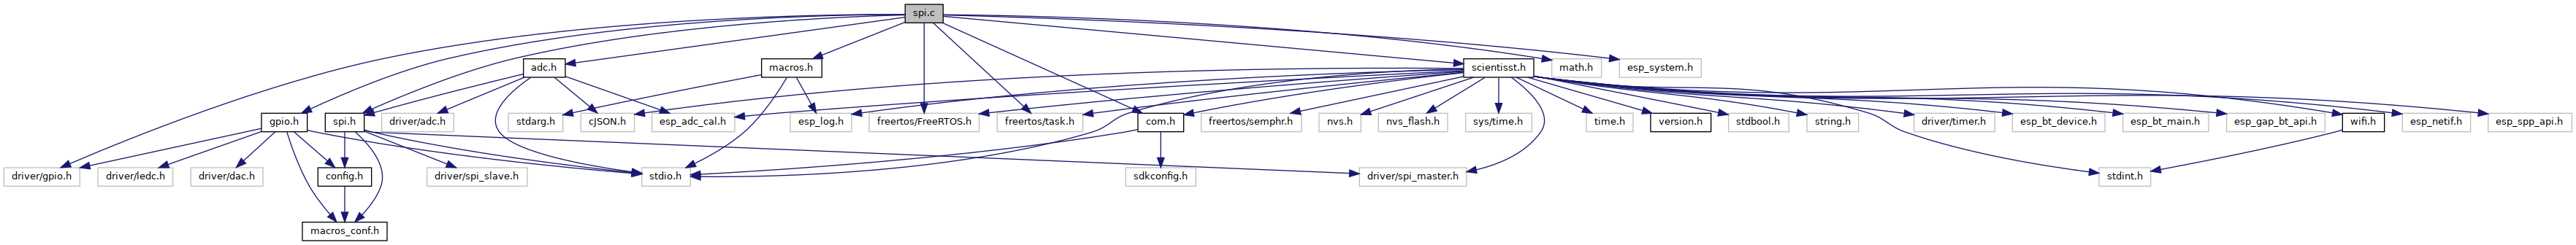 spi.c
adc.h
macros.h
scientisst.h
math.h
esp_system.h
gpio.h
spi.h
driver/adc.h
stdarg.h
cJSON.h
esp_adc_cal.h
esp_log.h
freertos/FreeRTOS.h
freertos/task.h
com.h
freertos/semphr.h
nvs.h
nvs_flash.h
sys/time.h
time.h
version.h
stdbool.h
string.h
driver/timer.h
esp_bt_device.h
esp_bt_main.h
esp_gap_bt_api.h
wifi.h
esp_netif.h
esp_spp_api.h
driver/gpio.h
driver/ledc.h
driver/dac.h
config.h
driver/spi_slave.h
stdio.h
sdkconfig.h
driver/spi_master.h
stdint.h
macros_conf.h